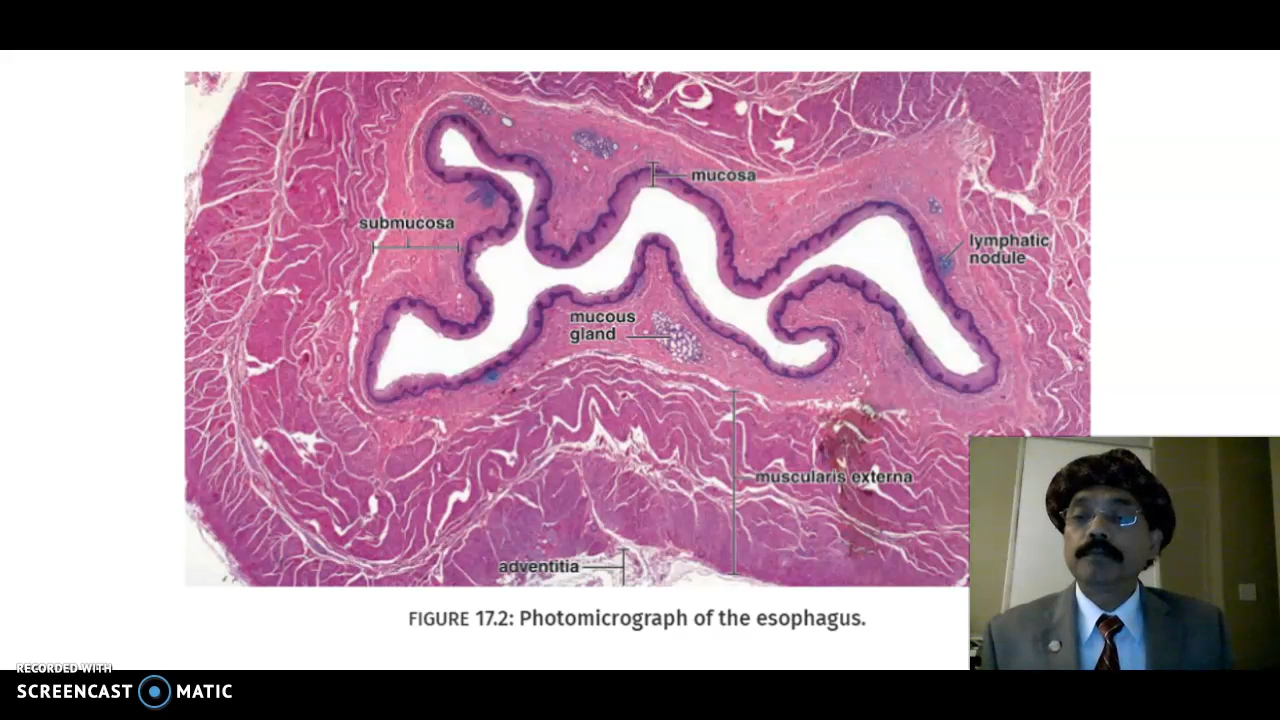 mucosa
submucosa
lymphatic
nodule
mucous
gland
muscularis externa
adventitia
FIGURE 17.2: Photomicrograph of the esophagus.
RECORDED WITH
SCREENCAST MATIC